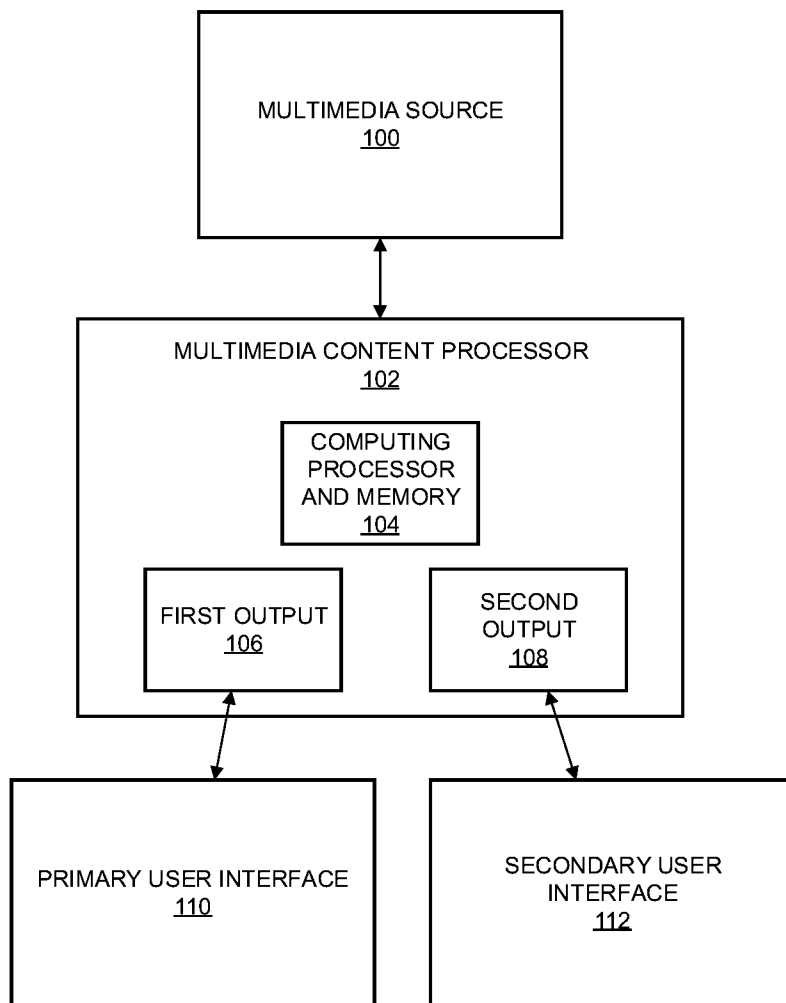 MULTIMEDIA SOURCE
100
MULTIMEDIA CONTENT PROCESSOR
102
COMPUTING
PROCESSOR
AND MEMORY
104
FIRST OUTPUT
106
SECOND
OUTPUT
108
PRIMARY USER INTERFACE
110
SECONDARY USER
INTERFACE
112